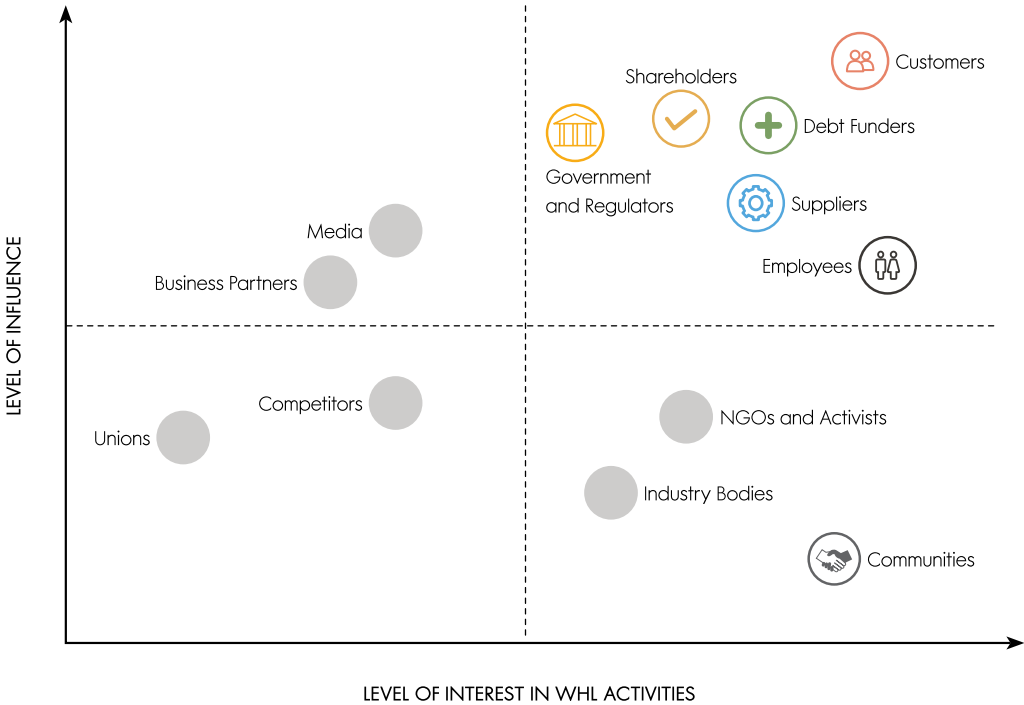 Customers
Shareholders
Debt Funders
Government
and Regulators
Suppliers
Media
Employees
Business Partners
LEVEL OF INFLUENCE
Competitors
NGOs and Activists
Unions
Industry Bodies
Communities
LEVEL OF INTEREST IN WHL ACTIVITIES